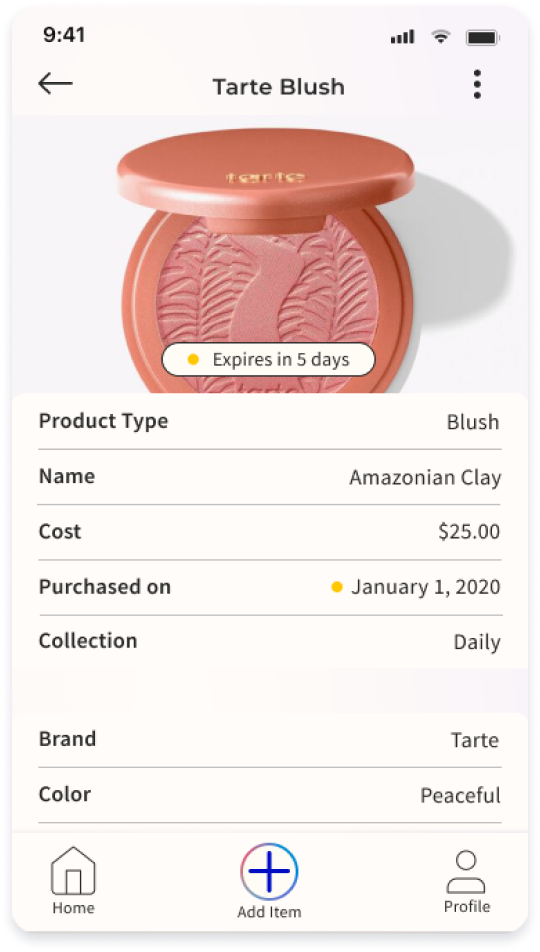 9:41
Tarte Blush
tarte
Expires in 5 days
tarte
Product Type Blush
Name Amazonian Clay
Cost $25.00
Purchased on January 1, 2020
Collection Daily
Brand Tarte
Color Peaceful
Home Add Item Profile